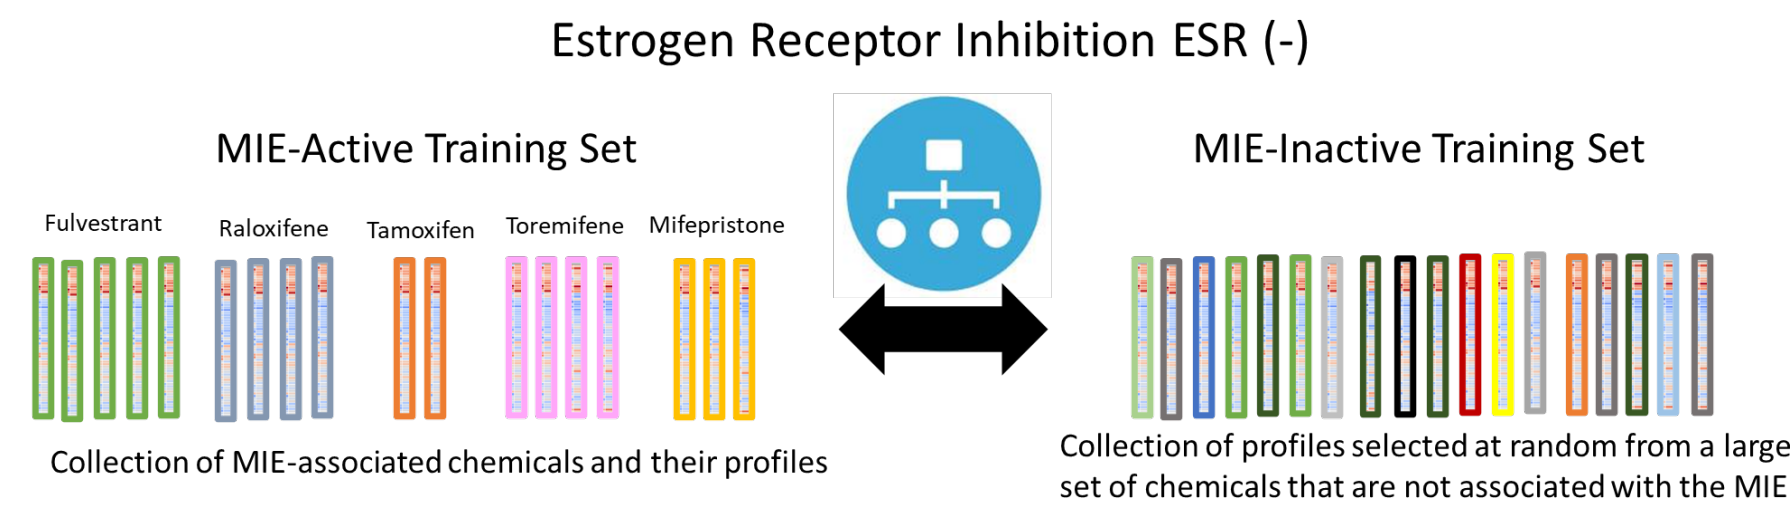 Estrogen Receptor Inhibition ESR (-)
MIE-Active Training Set
MIE-Inactive Training Set
Fulvestrant
Raloxifene
Tamoxifen
Toremifene
Mifepristone
Collection of MIE-associated chemicals and their profiles
Collection of profiles selected at random from a large
set of chemicals that are not associated with the MIE